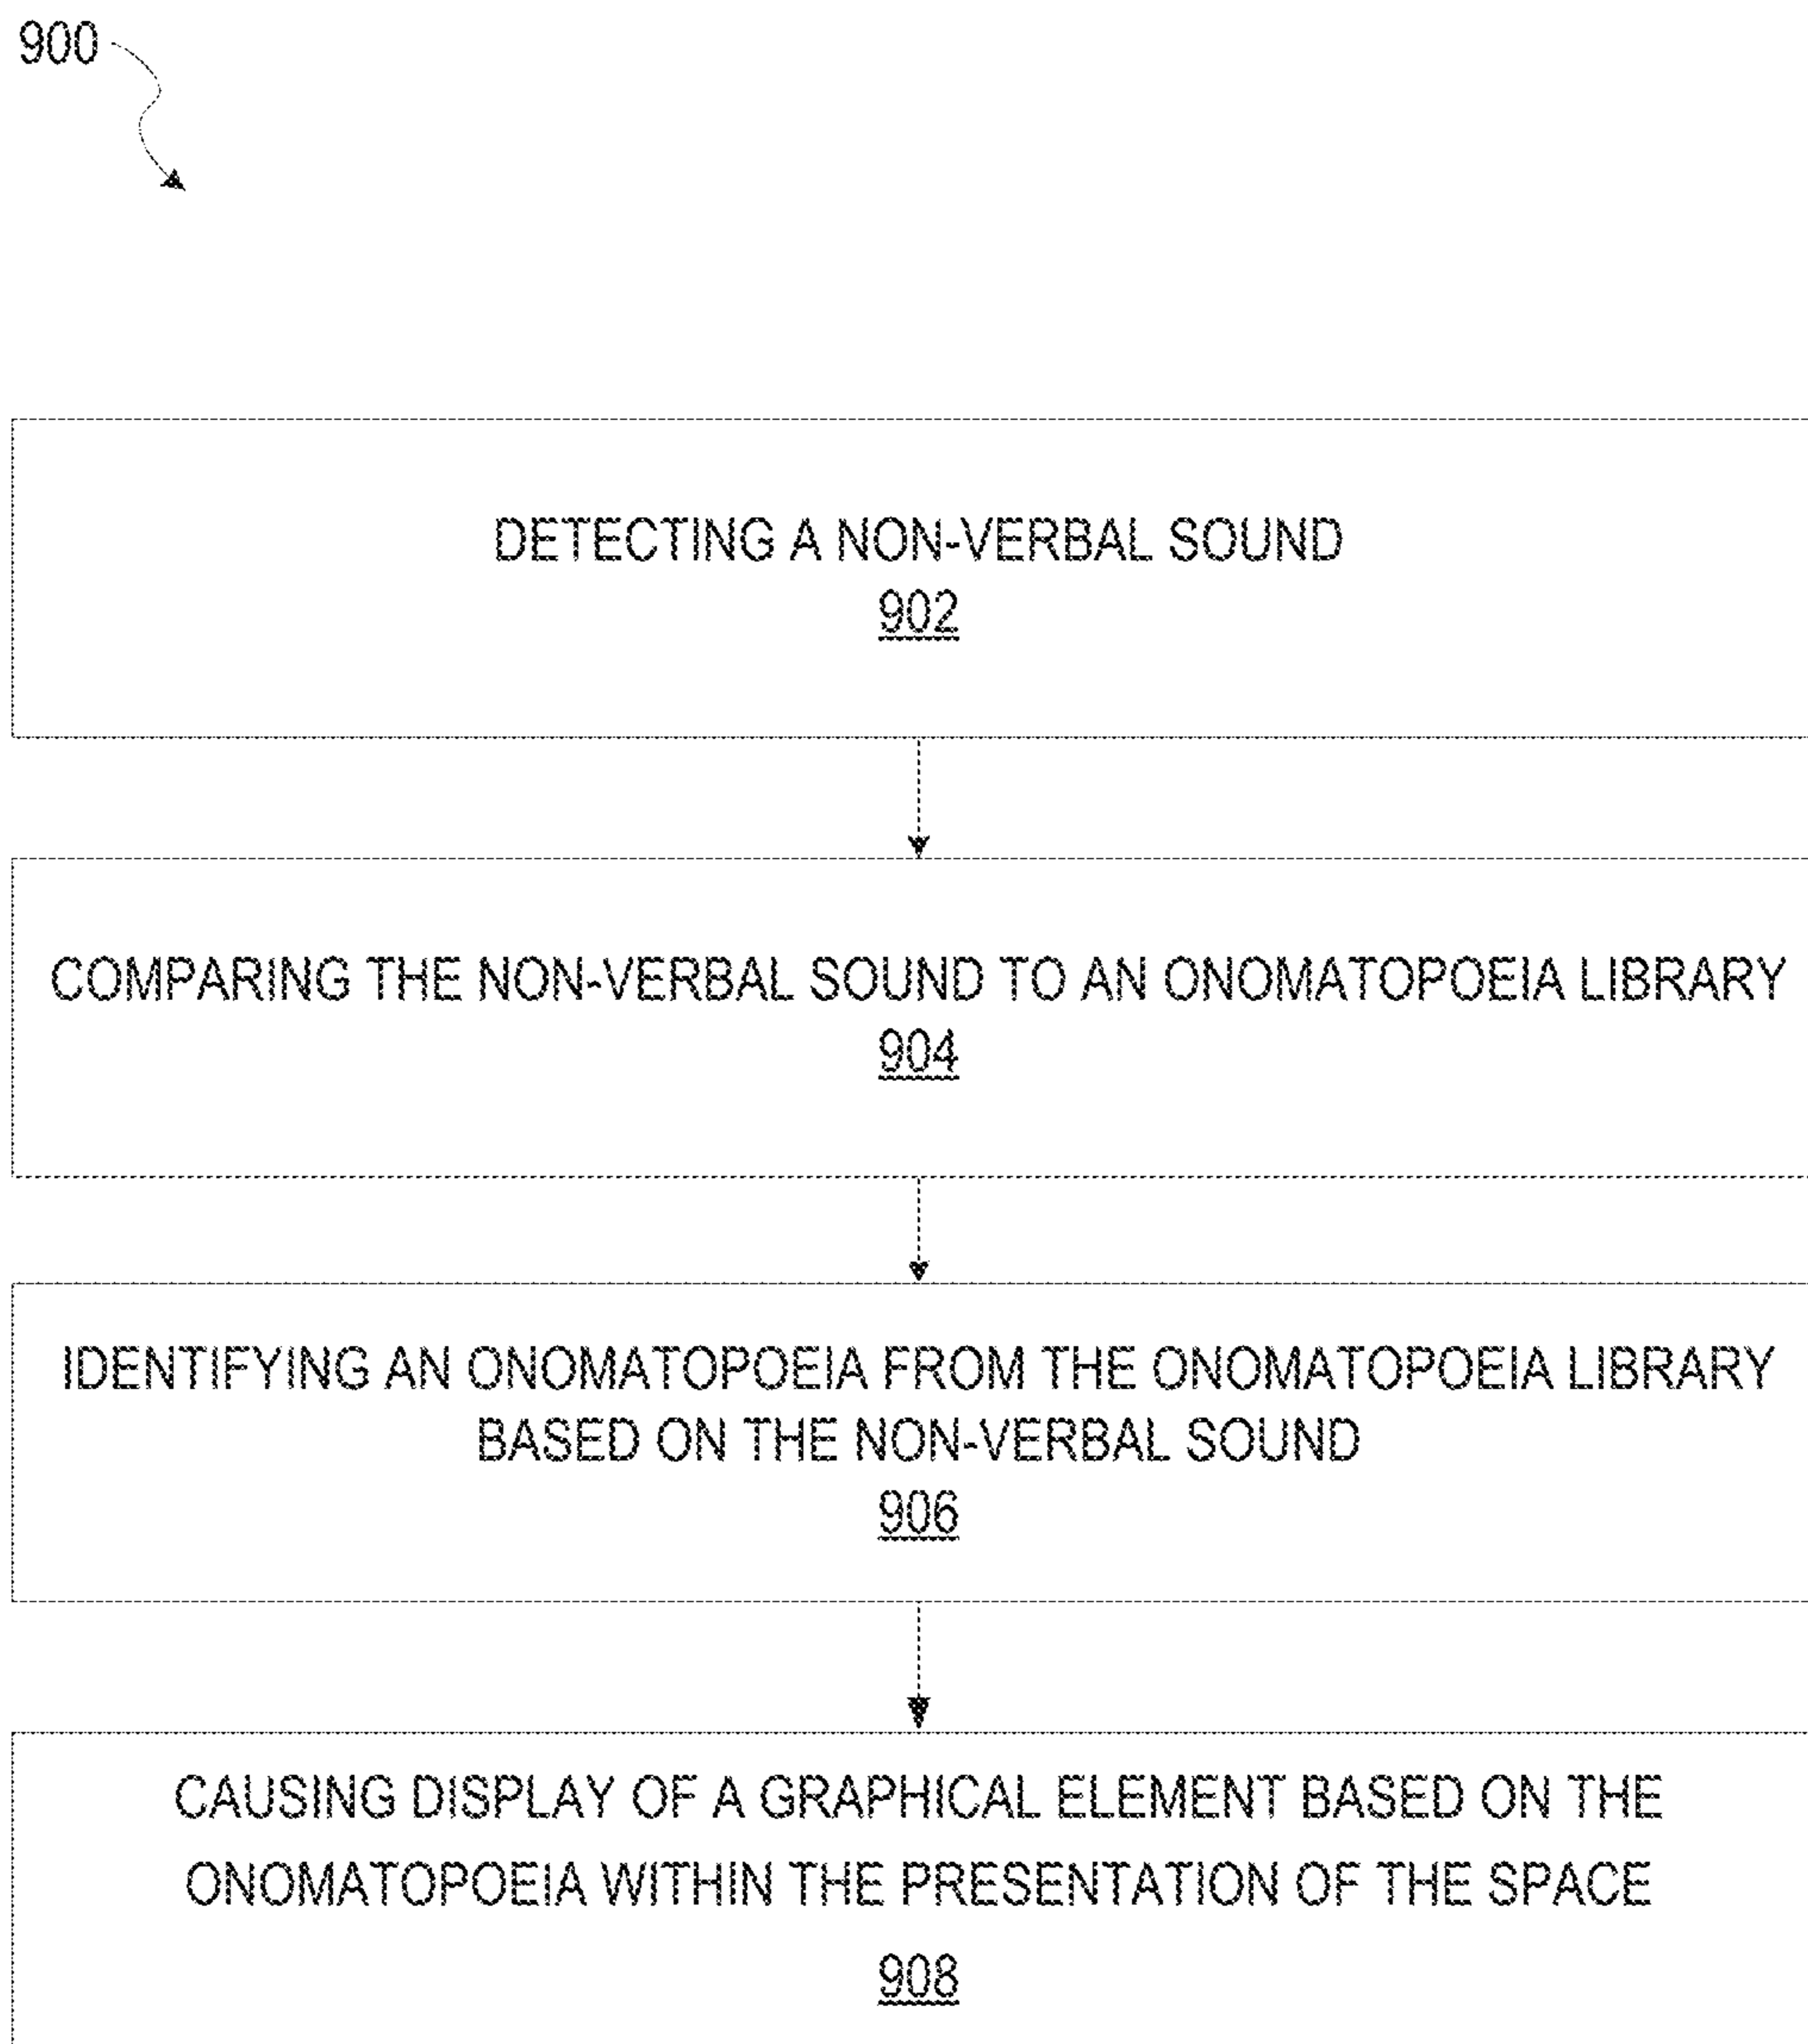 900
DETECTING A NON-VERBAL SOUND
902
COMPARING THE NON-VERBAL SOUND TO AN ONOMATOPOEIA LIBRARY
904
IDENTIFYING AN ONOMATOPOEIA FROM THE ONOMATOPOEIA LIBRARY
BASED ON THE NON-VERBAL SOUND
906
CAUSING DISPLAY OF A GRAPHICAL ELEMENT BASED ON THE
ONOMATOPOEIA WITHIN THE PRESENTATION OF THE SPACE
908